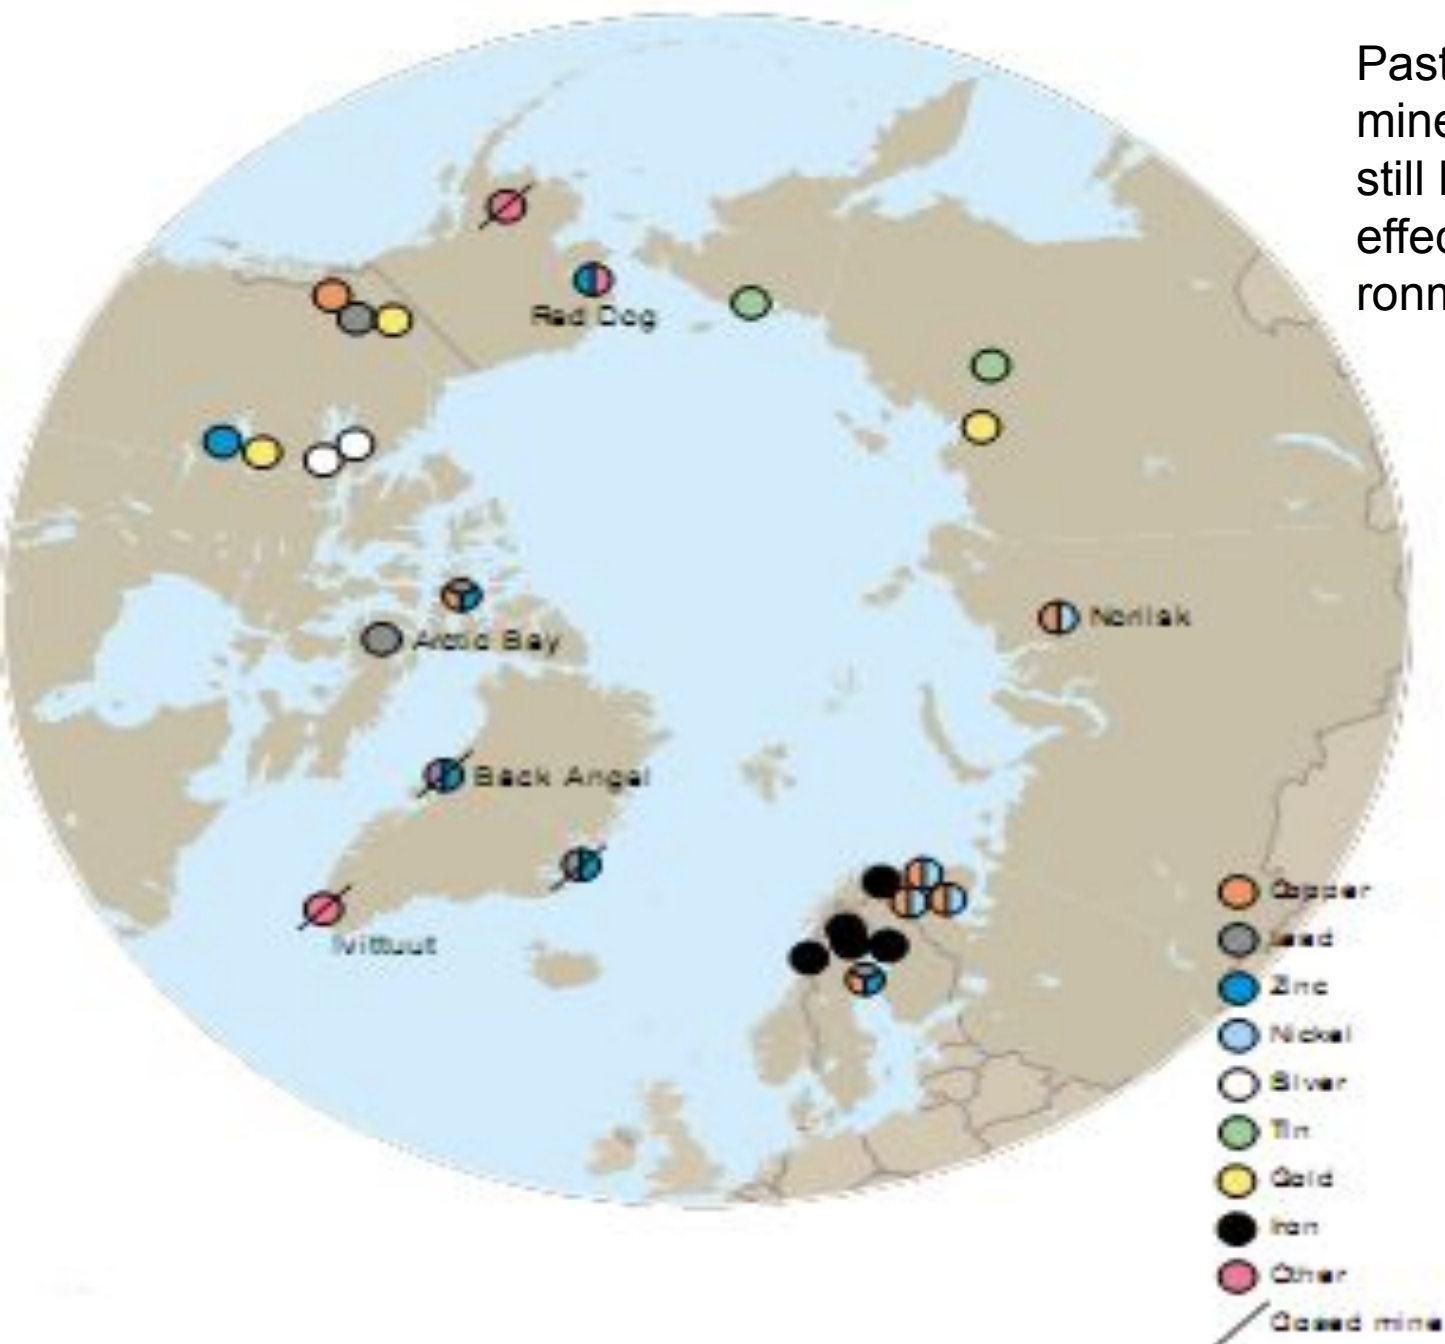 Past
mine
still
effec
ronm
Red Dog
Norilsk
Arctic Bay
Back Angel
Ivittuut
Copper
Lead
Zinc
Nickel
Silver
Tin
Gold
Iron
Other
Closed mine